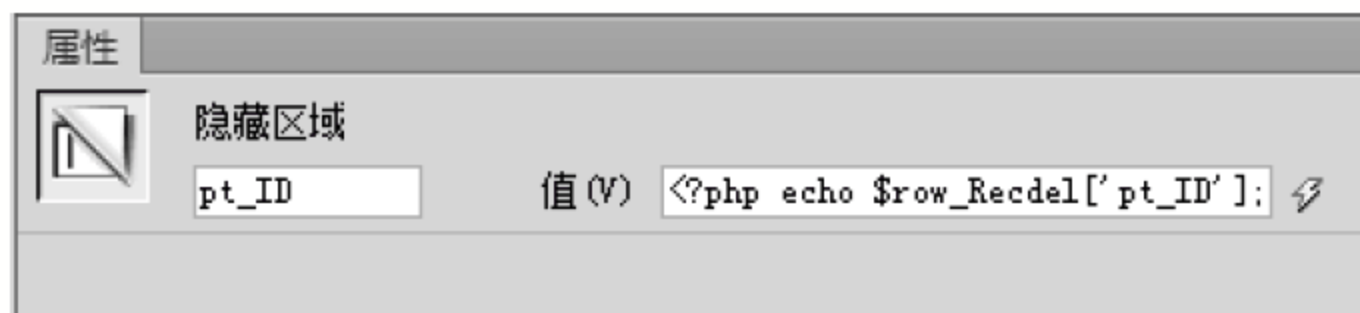 属性
隐藏区域
pt_ID 值(V) <?php echo $row_Recdel['pt_ID'];